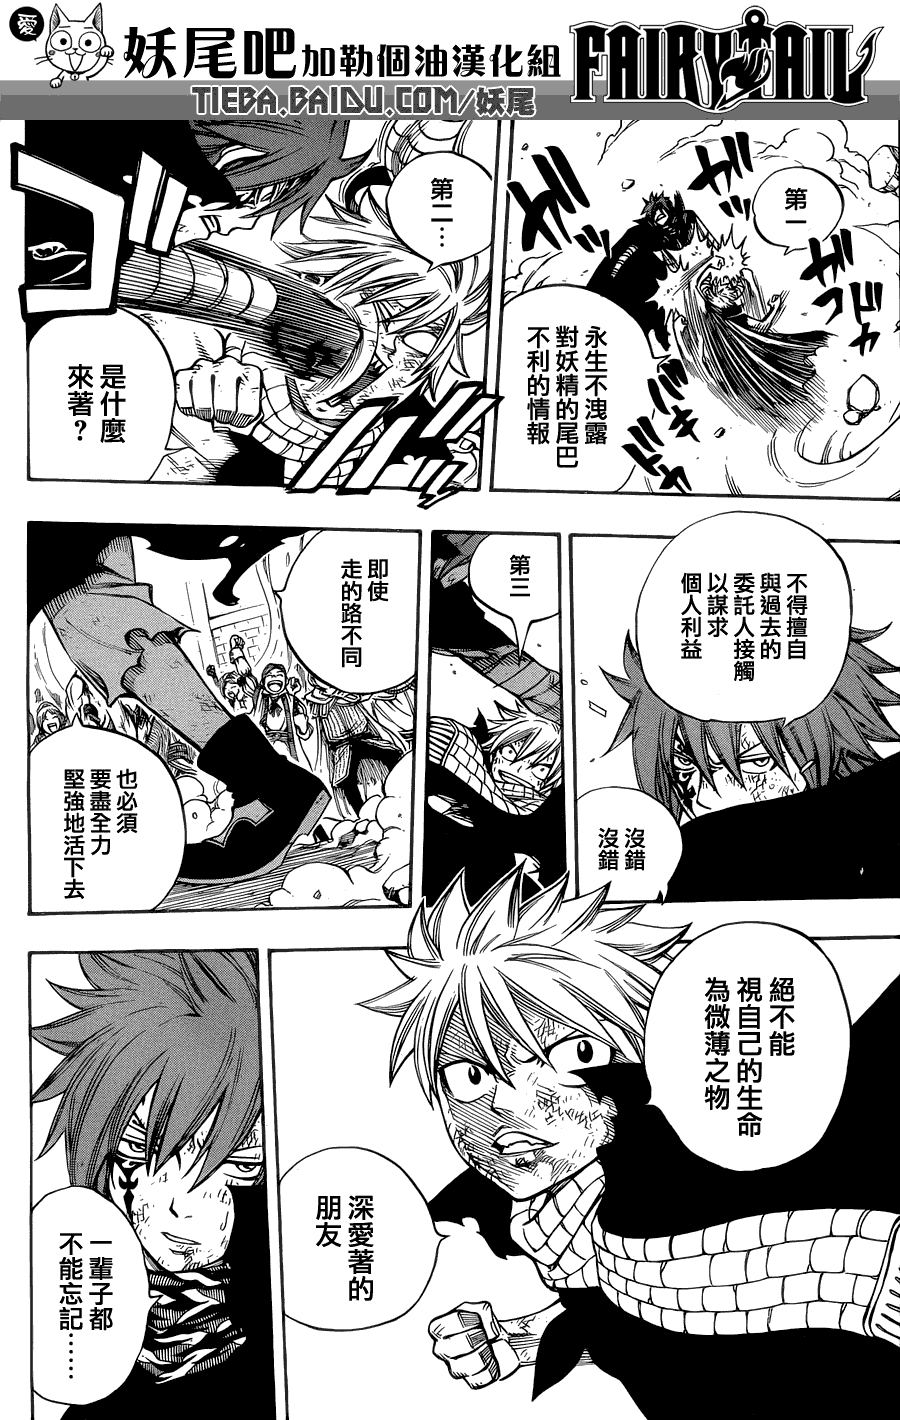 愛
妖尾吧加勒個油漢化組
TIEBA.BAIDU.COM/妖尾
FAIRY TAIL
第一
永生不洩露
對妖精的尾巴
不利的情報
第二…
是什麼
來著？
不得擅自
與過去的
委託人接觸
以謀求
個人利益
沒錯
沒錯
第三
即使
走的路不同
也必須
要盡全力
堅強地活下去
絕不能
視自己的生命
為微薄之物
深愛著的
朋友
一輩子都
不能忘記……